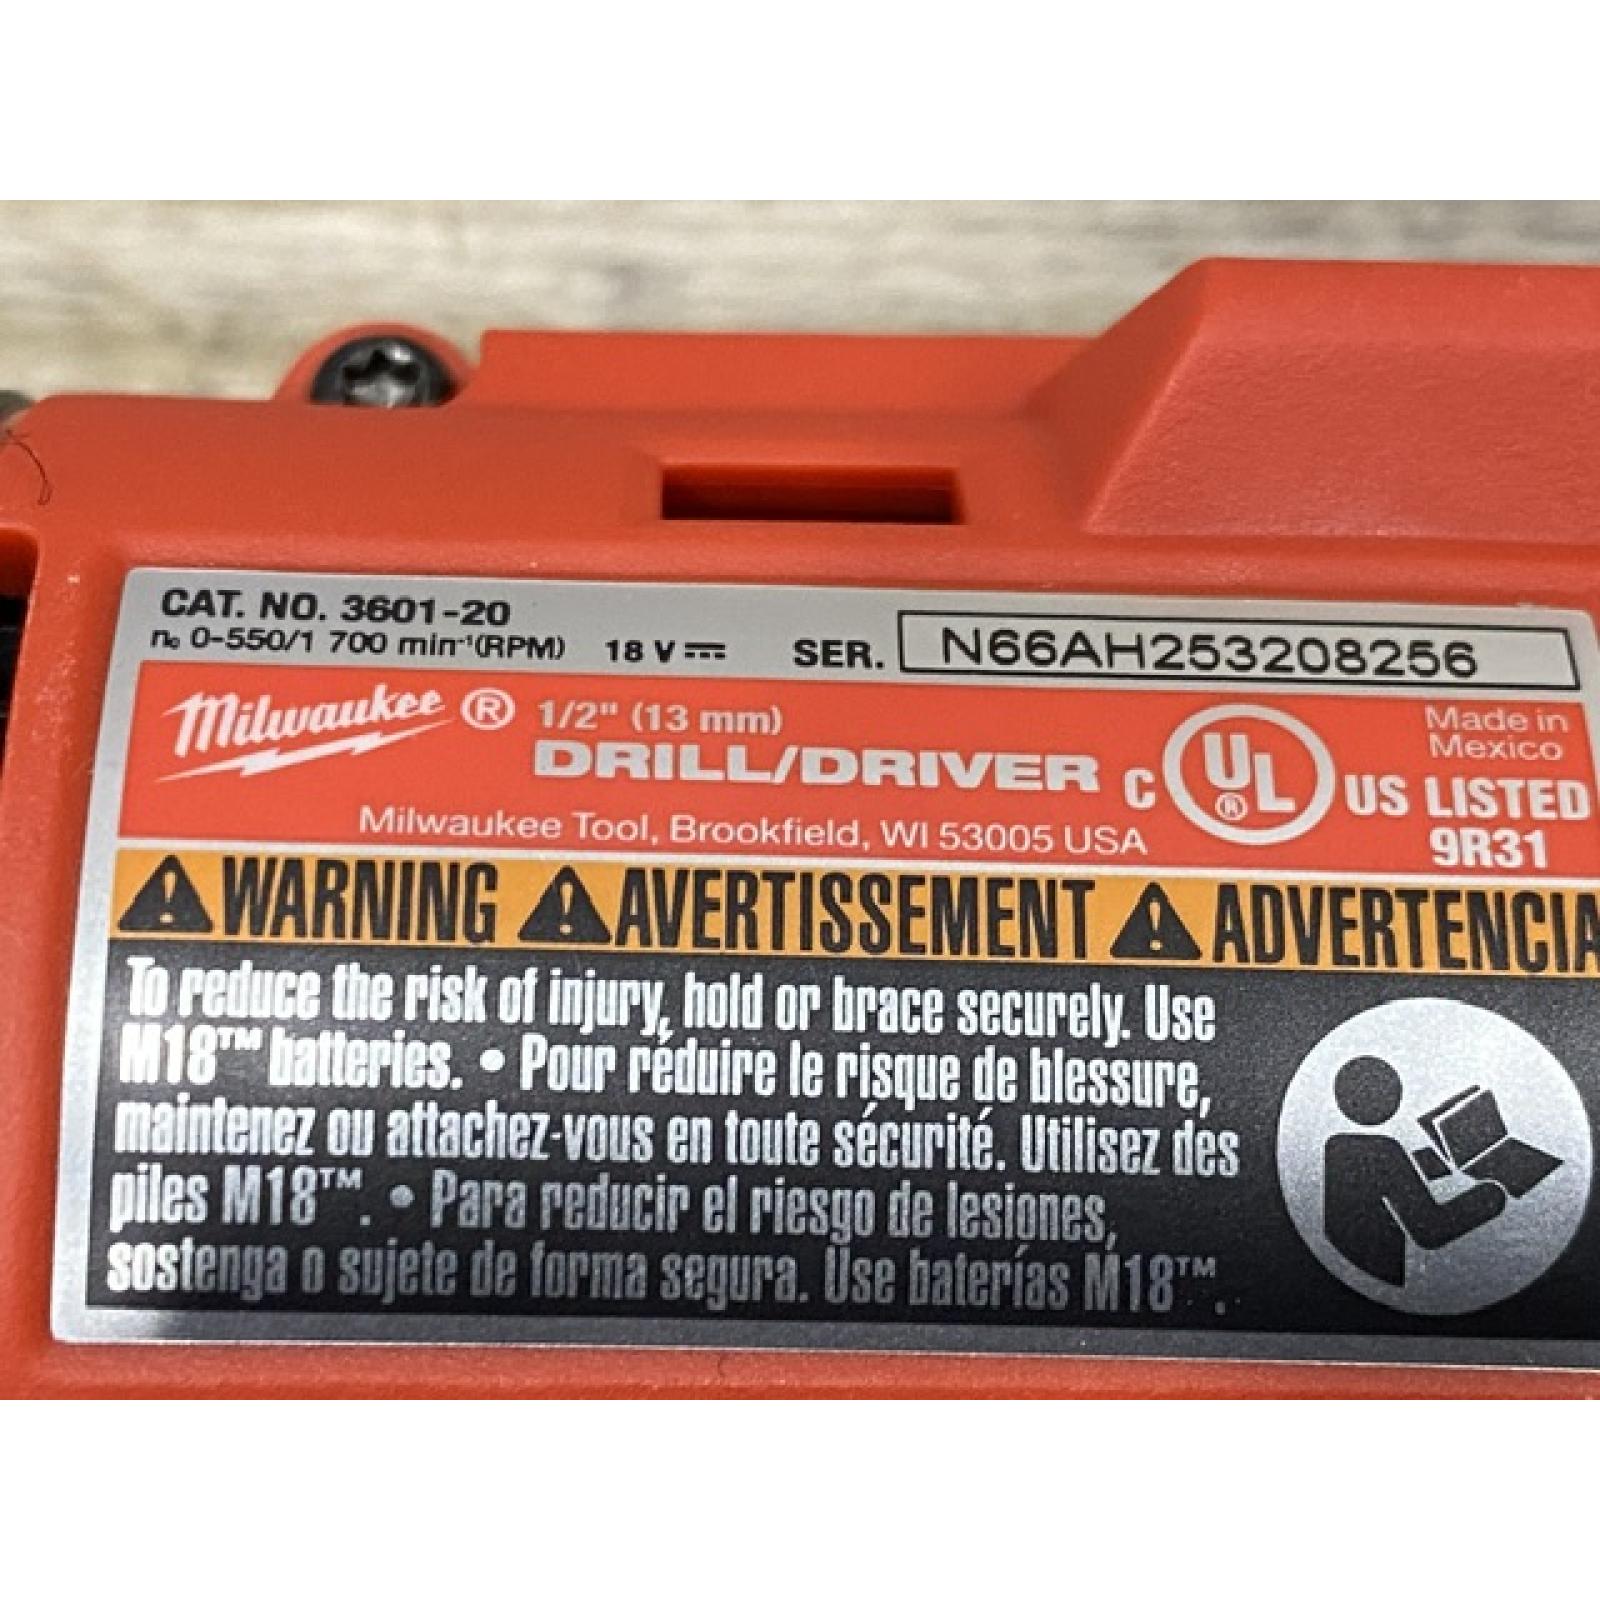 CAT. NO. 3601-20
n₀ 0-550/1 700 min⁻¹(RPM) 18 V⎓ SER. N66AH253208256
Milwaukee® 1/2" (13 mm)
DRILL/DRIVER
Milwaukee Tool, Brookfield, WI 53005 USA
C UL® US LISTED
9R31
Made in
Mexico
WARNING AVERTISSEMENT ADVERTENCIA
To reduce the risk of injury, hold or brace securely. Use
M18™ batteries. • Pour réduire le risque de blessure,
maintenez ou attachez-vous en toute sécurité. Utilisez des
piles M18™. • Para reducir el riesgo de lesiones,
sostenga o sujete de forma segura. Use baterías M18™.